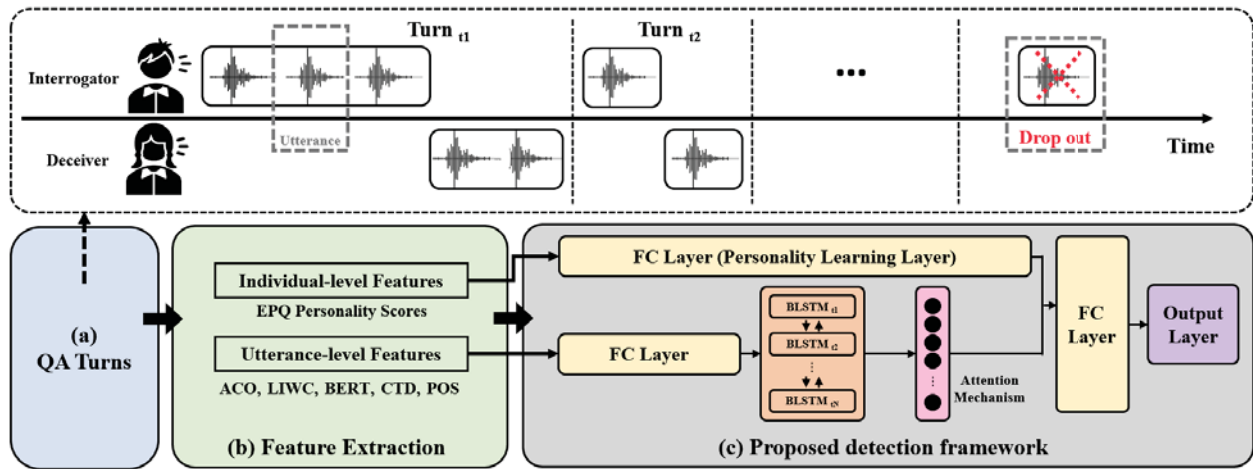 Turn t1
Turn t2
Interrogator
...
Utterance
Drop out
Deceiver
Time
(a)
QA Turns
Individual-level Features
EPQ Personality Scores
Utterance-level Features
ACO, LIWC, BERT, CTD, POS
(b) Feature Extraction
FC Layer (Personality Learning Layer)
FC Layer
BLSTM t1
BLSTM t2
BLSTM tN
Attention
Mechanism
FC
Layer
Output
Layer
(c) Proposed detection framework